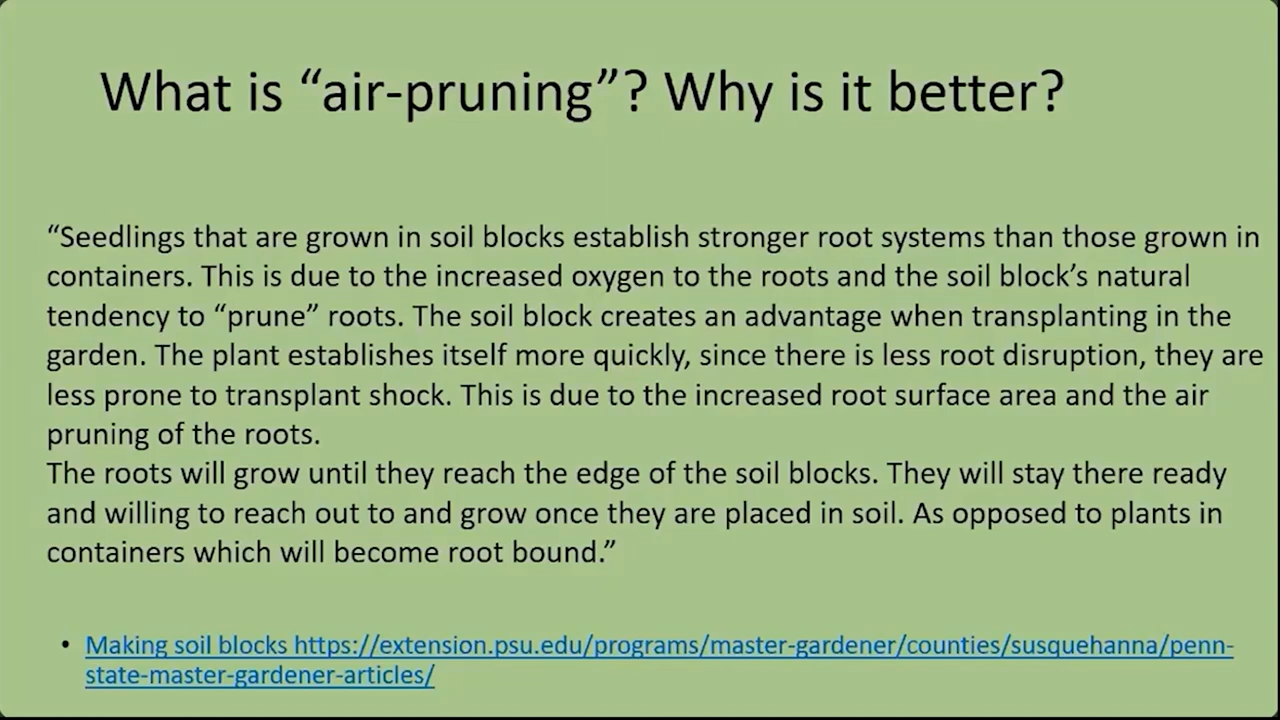 What is “air-pruning”? Why is it better?
“Seedlings that are grown in soil blocks establish stronger root systems than those grown in
containers. This is due to the increased oxygen to the roots and the soil block’s natural
tendency to “prune” roots. The soil block creates an advantage when transplanting in the
garden. The plant establishes itself more quickly, since there is less root disruption, they are
less prone to transplant shock. This is due to the increased root surface area and the air
pruning of the roots.
The roots will grow until they reach the edge of the soil blocks. They will stay there ready
and willing to reach out to and grow once they are placed in soil. As opposed to plants in
containers which will become root bound.”
• Making soil blocks https://extension.psu.edu/programs/master-gardener/counties/susquehanna/penn-
state-master-gardener-articles/